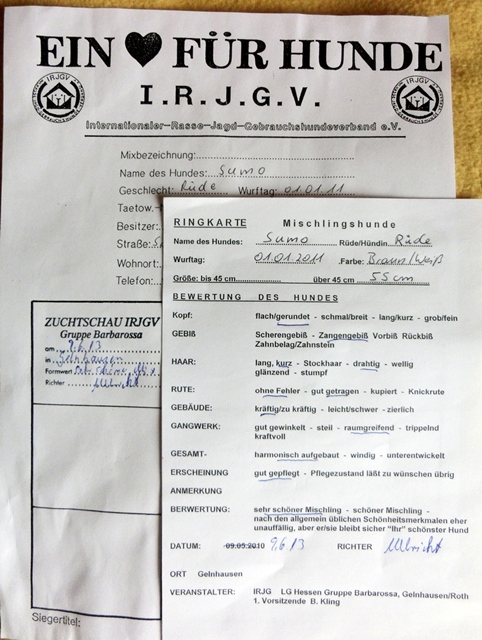 EIN ♥ FÜR HUNDE
IRJGV
I.R.J.G.V.
IRJGV
Internationaler-Rasse-Jagd-Gebrauchshundeverband e.V.
Mixbezeichnung:
Name des Hundes: Sumo
Geschlecht: Rüde Wurftag: 01.01.11
Taetow.-
Besitzer:
Straße:
Wohnort:
Telefon:
ZUCHTSCHAU IRJGV
Gruppe Barbarossa
am 9.6.13
in Gelnhausen
Formwert
Richter Ulbricht
Siegertitel:
RINGKARTE Mischlingshunde
Name des Hundes: Sumo Rüde/Hündin. Rüde
Wurftag: 01.01.2011 Farbe: Braun/Weiß
Größe: bis 45 cm über 45 cm 55cm
BEWERTUNG DES HUNDES
Kopf: flach/gerundet - schmal/breit - lang/kurz - grob/fein
GEBIß Scherengebiß - Zangengebiß Vorbiß Rückbiß
Zahnbelag/Zahnstein
HAAR: lang, kurz - Stockhaar - drahtig - wellig
glänzend - stumpf
RUTE: ohne Fehler - gut getragen - kupiert - Knickrute
GEBÄUDE: kräftig/zu kräftig - leicht/schwer - zierlich
GANGWERK: gut gewinkelt - steil - raumgreifend - trippelnd
kraftvoll
GESAMT- harmonisch aufgebaut - windig - unterentwickelt
ERSCHEINUNG gut gepflegt - Pflegezustand läßt zu wünschen übrig
ANMERKUNG
BERWERTUNG: sehr schöner Mischling - schöner Mischling -
nach den allgemein üblichen Schönheitsmerkmalen eher
unauffällig, aber er/sie bleibt sicher "Ihr" schönster Hund
DATUM: 09.05.2010 9.6.13 RICHTER Ulbricht
ORT Gelnhausen
VERANSTALTER: IRJG LG Hessen Gruppe Barbarossa, Gelnhausen/Roth
1. Vorsitzende B. Kling